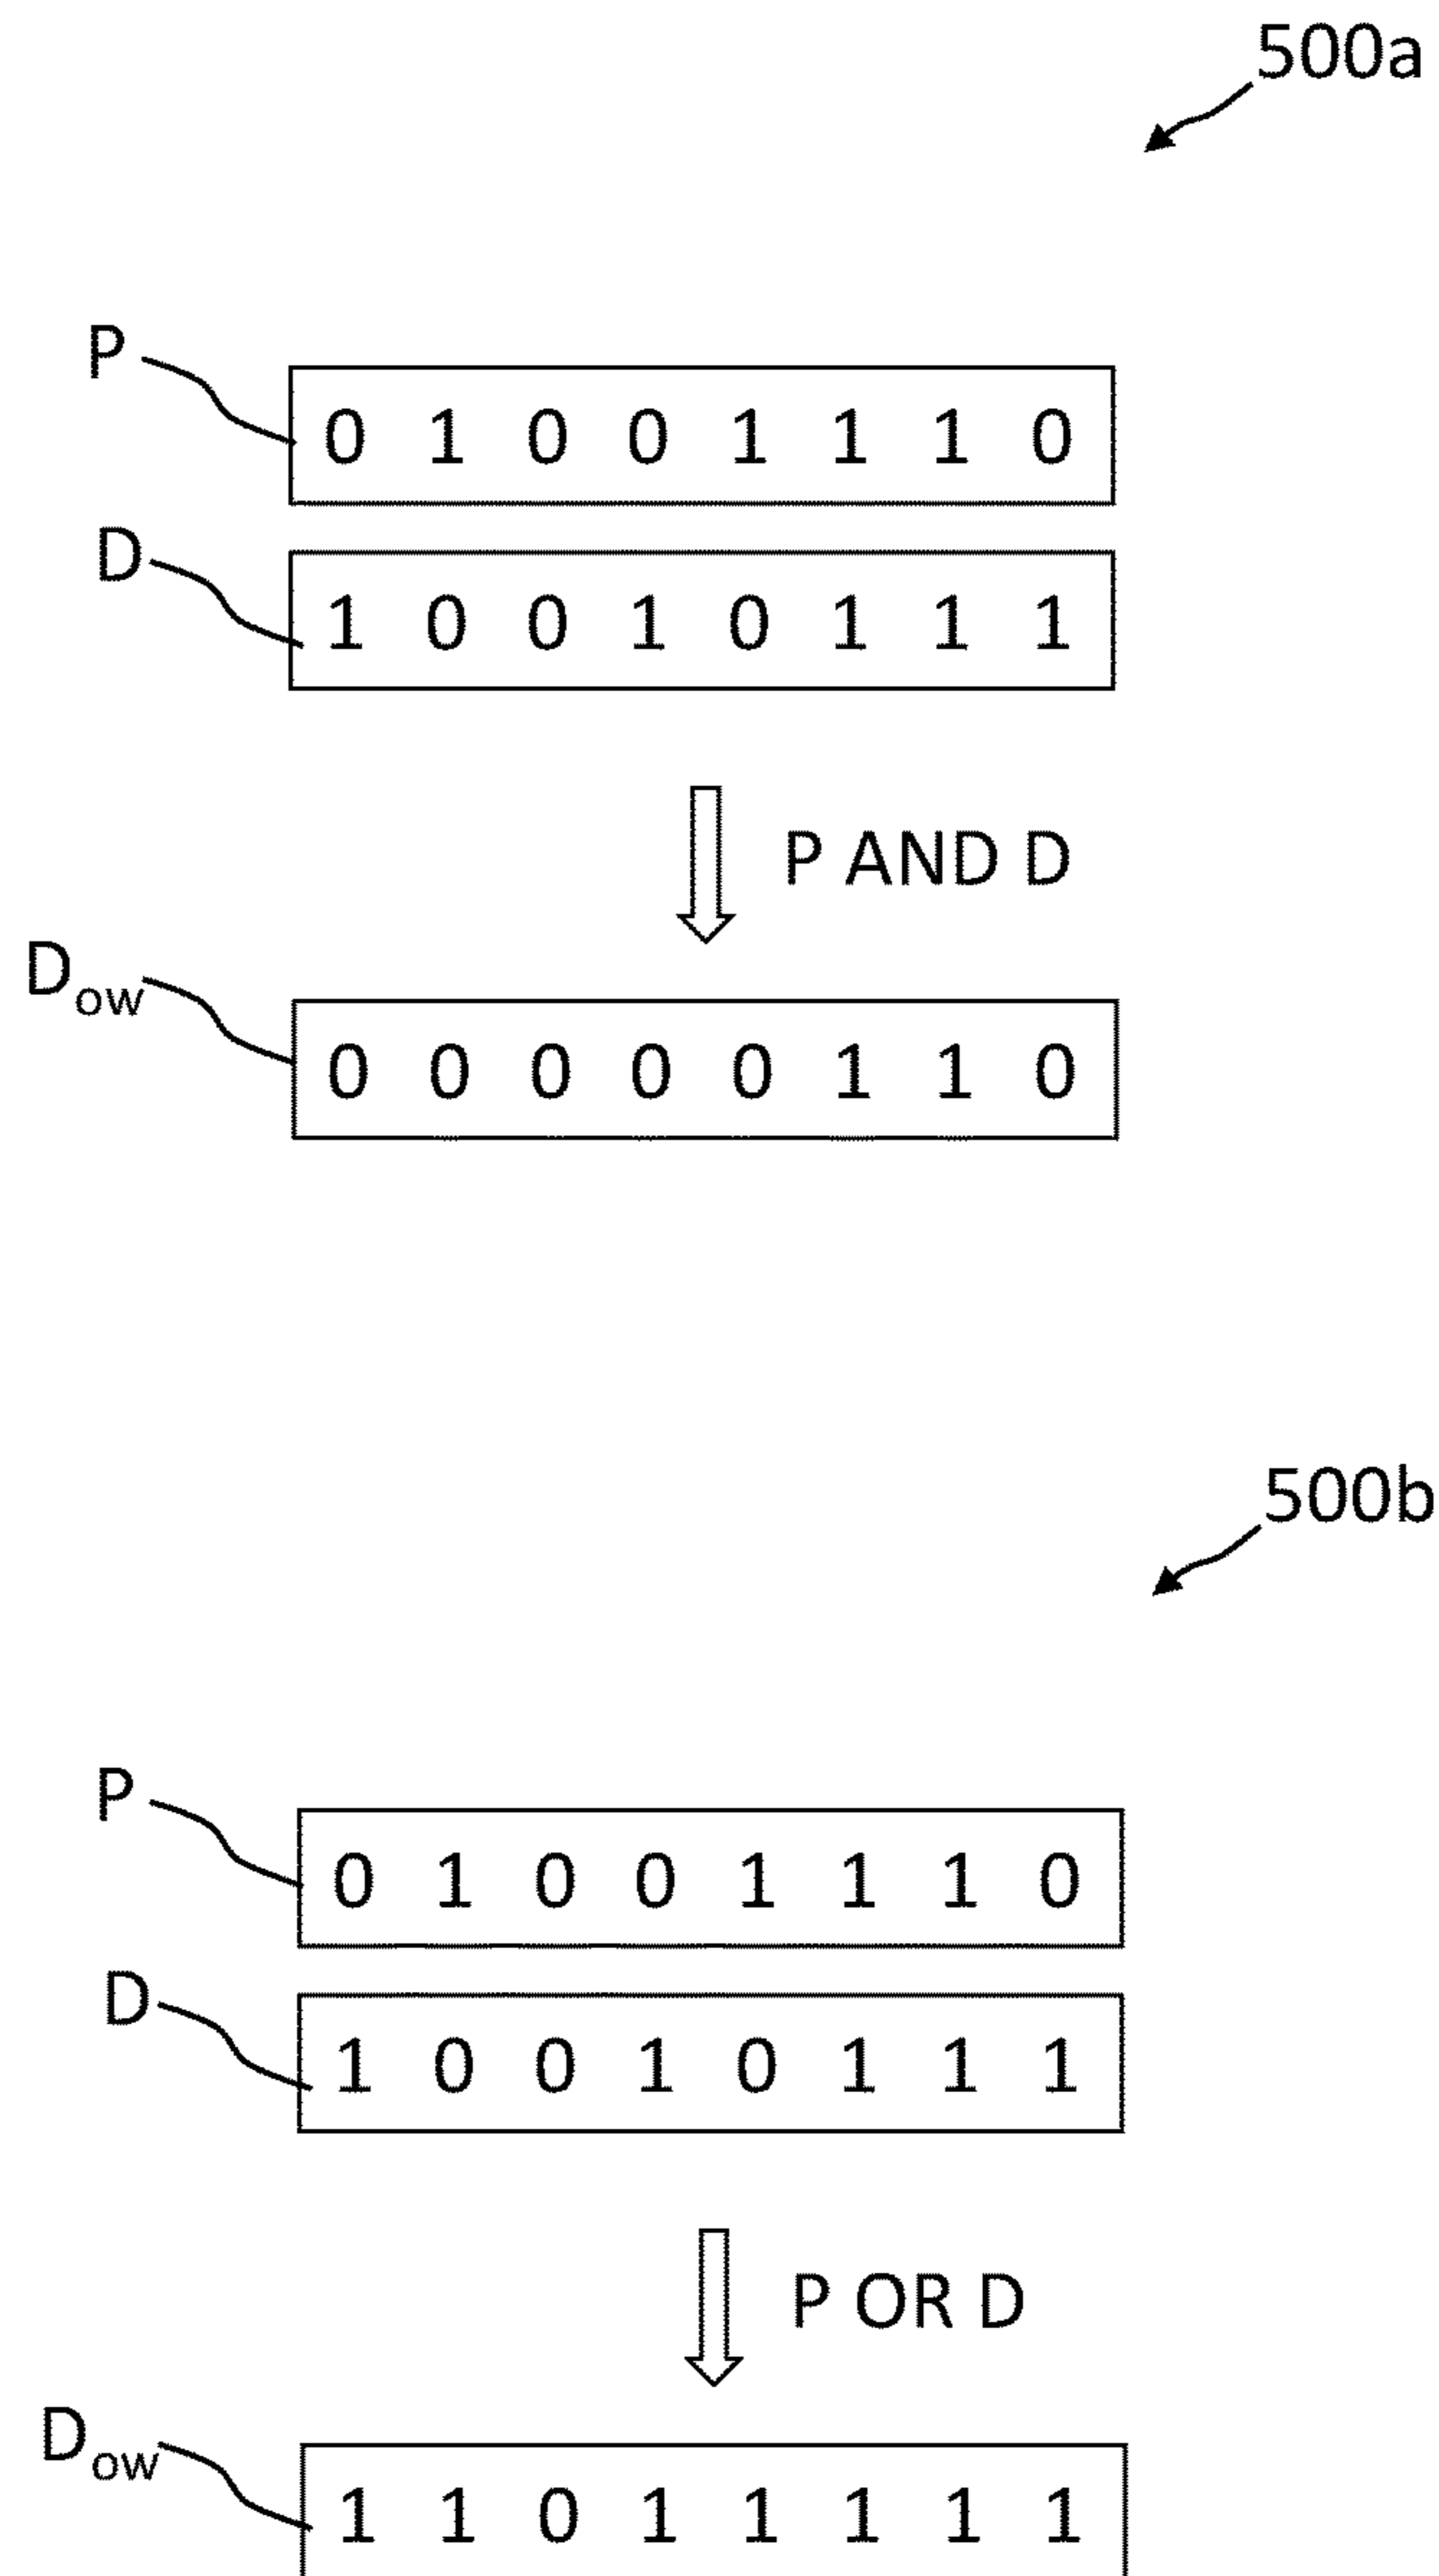 500a
P
0 1 0 0 1 1 1 0
D
1 0 0 1 0 1 1 1
P AND D
Dow
0 0 0 0 0 1 1 0
500b
P
0 1 0 0 1 1 1 0
D
1 0 0 1 0 1 1 1
P OR D
Dow
1 1 0 1 1 1 1 1